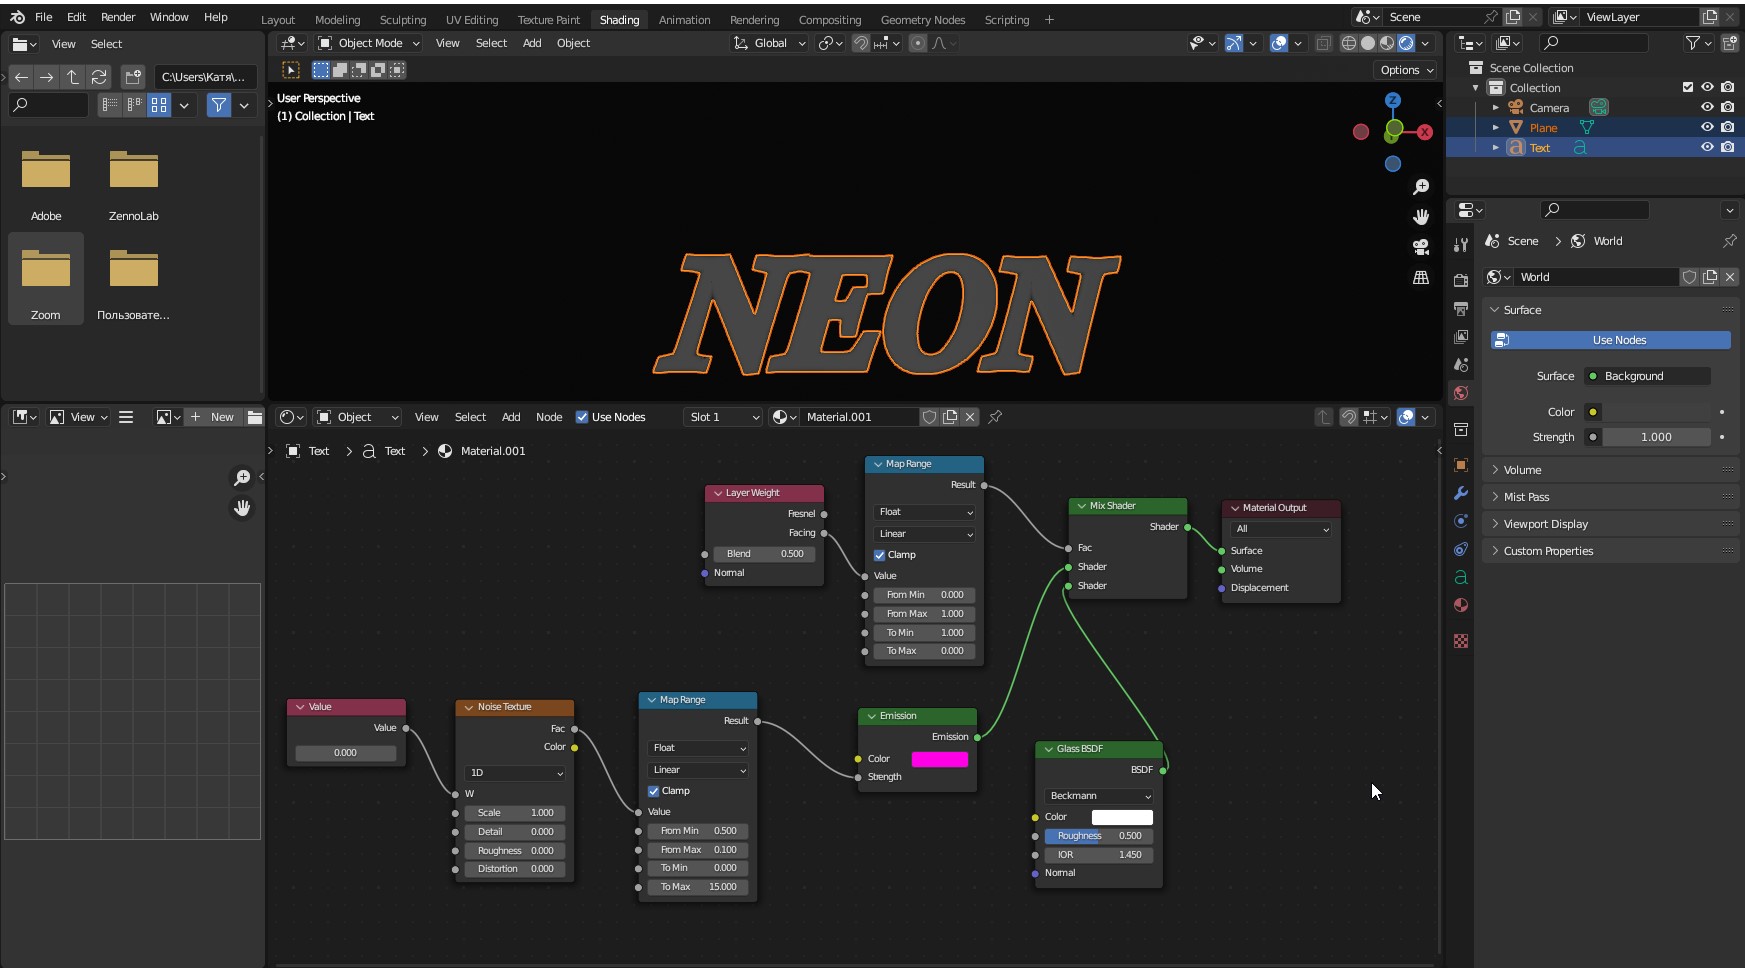 File Edit Render Window Help Layout Modeling Sculpting UV Editing Texture Paint Shading Animation Rendering Compositing Geometry Nodes Scripting + Scene ViewLayer
View Select
Object Mode View Select Add Object Global
C:\Users\Катя\...
Options
User Perspective
(1) Collection | Text
Z
X
Scene Collection
Collection
Camera
Plane
Text
Adobe
ZennoLab
Zoom
Пользовате...
NEON
Scene > World
World
Surface
Use Nodes
Surface Background
Color
Strength 1.000
Volume
Mist Pass
Viewport Display
Custom Properties
View + New
Object View Select Add Node Use Nodes Slot 1 Material.001
Text > Text > Material.001
Layer Weight
Fresnel
Facing
Blend 0.500
Normal
Map Range
Result
Float
Linear
Clamp
Value
From Min 0.000
From Max 1.000
To Min 1.000
To Max 0.000
Mix Shader
Shader
Fac
Shader
Shader
Material Output
All
Surface
Volume
Displacement
Value
Value
0.000
Noise Texture
Fac
Color
1D
W
Scale 1.000
Detail 0.000
Roughness 0.000
Distortion 0.000
Map Range
Result
Float
Linear
Clamp
Value
From Min 0.500
From Max 0.100
To Min 0.000
To Max 15.000
Emission
Emission
Color
Strength
Glass BSDF
BSDF
Beckmann
Color
Roughness 0.500
IOR 1.450
Normal